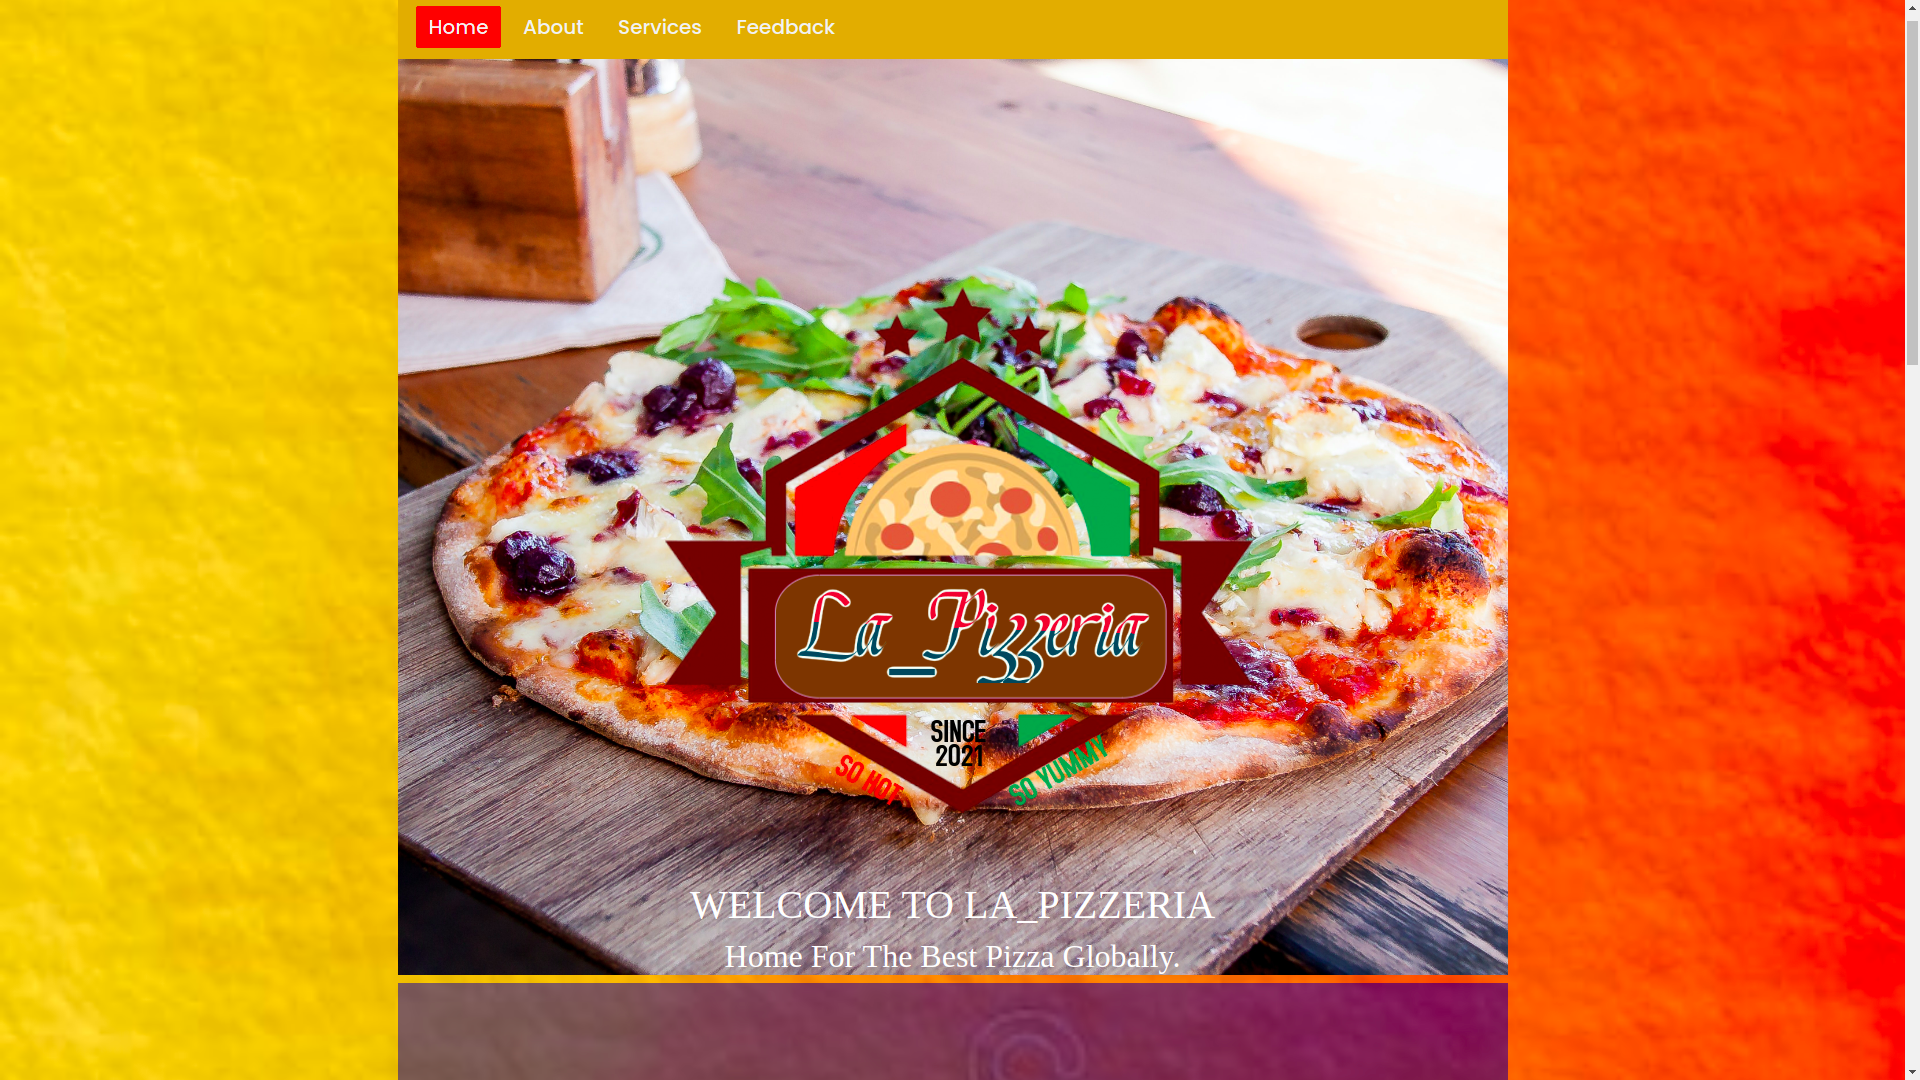 Home About Services Feedback
La_Pizzeria
SINCE
2021
SO HOT
SO YUMMY
WELCOME TO LA_PIZZERIA
Home For The Best Pizza Globally.